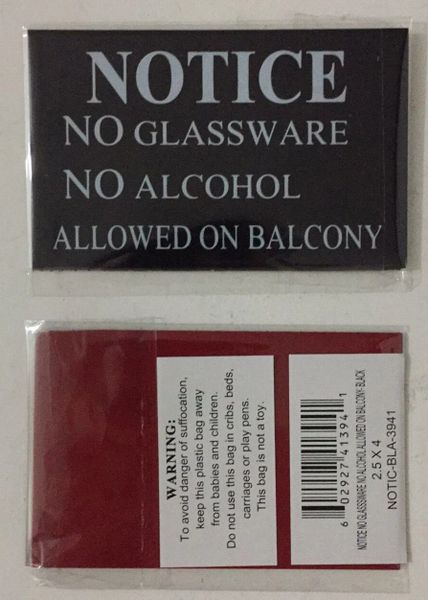 NOTICE
NO GLASSWARE
NO ALCOHOL
ALLOWED ON BALCONY
WARNING:
To avoid danger of suffocation,
keep this plastic bag away
from babies and children.
Do not use this bag in cribs, beds,
carriages or play pens.
This bag is not a toy.
6 02927 41394 1
NOTICE NO GLASSSWARE NO ALCOHOL ALLOWED ON BALCONY- BLACK
2.5 X 4
NOTIC-BLA-3941